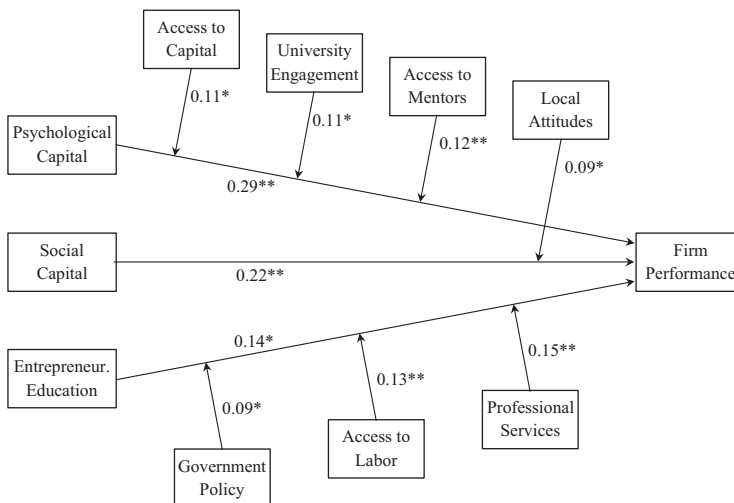 Access to
Capital
University
Engagement
Access to
Mentors
Local
Attitudes
0.11*
0.11*
0.12**
0.09*
Psychological
Capital
0.29**
Social
Capital
0.22**
Firm
Performance
Entrepreneur.
Education
0.14*
0.09*
0.13**
0.15**
Government
Policy
Access to
Labor
Professional
Services